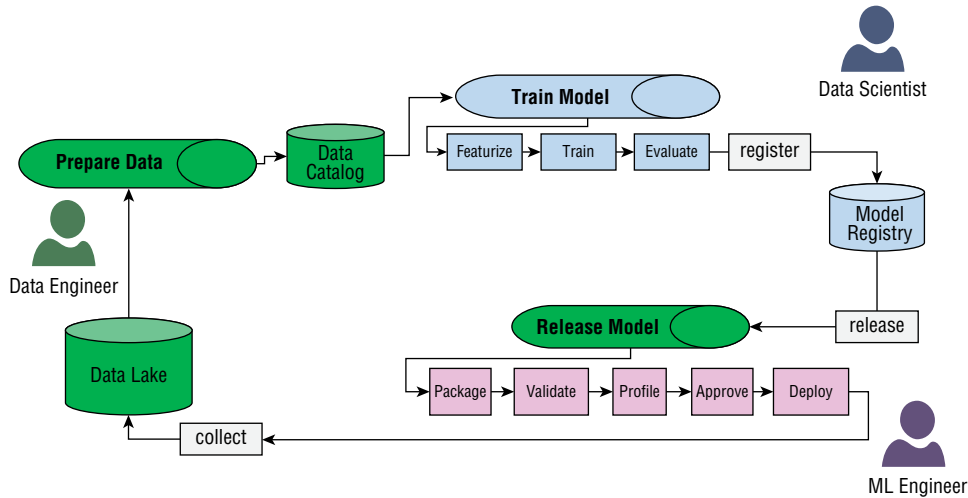 Data Scientist
Train Model
Featurize
Train
Evaluate
register
Prepare Data
Data
Catalog
Model
Registry
Data Engineer
release
Release Model
Data Lake
Package
Validate
Profile
Approve
Deploy
collect
ML Engineer